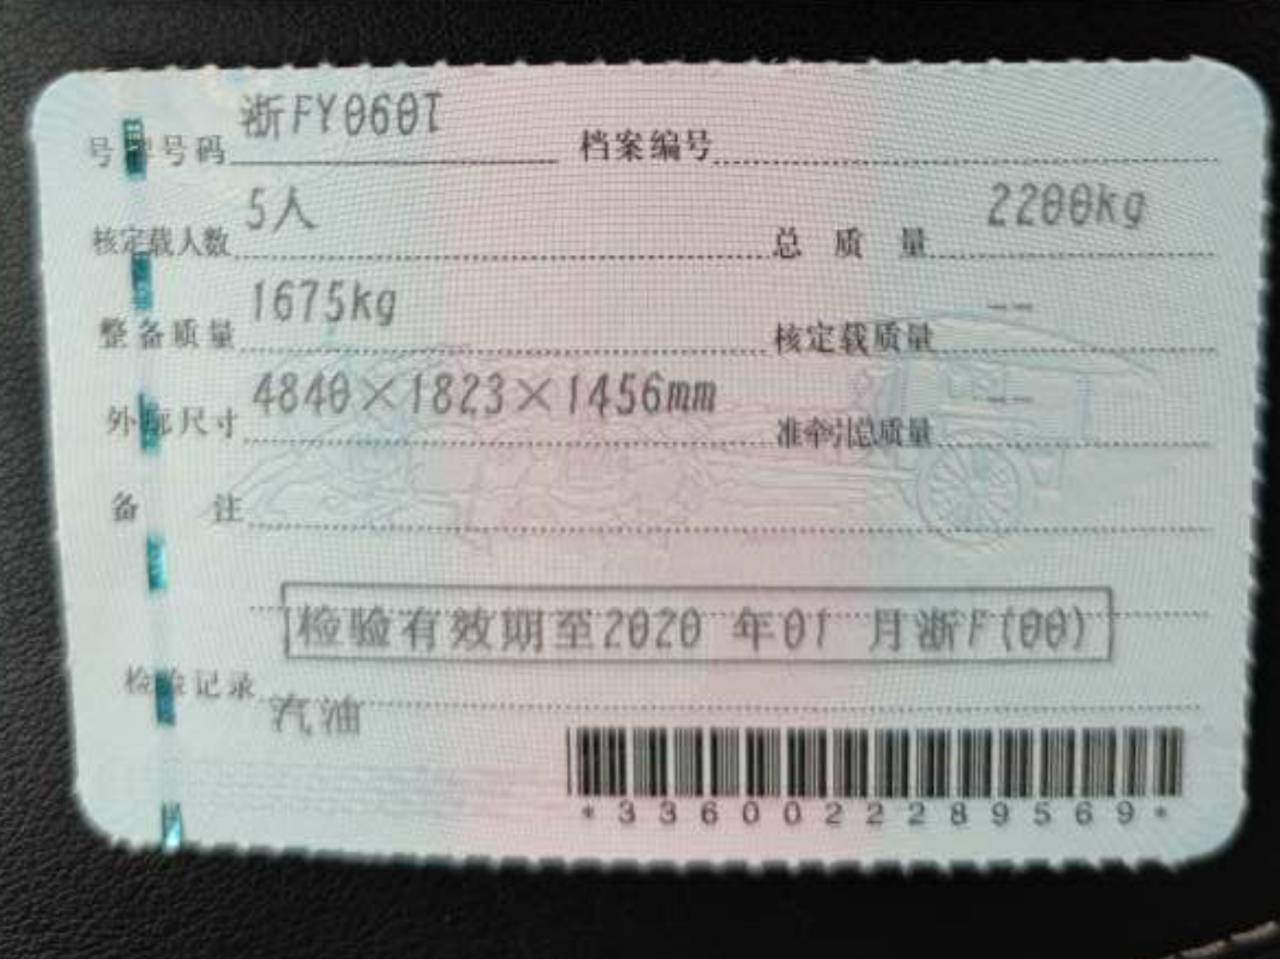 号牌号码 浙FY060T 档案编号
核定载人数 5人 总质量 2200kg
整备质量 1675kg 核定载质量 --
外廓尺寸 4840×1823×1456mm 准牵引总质量 --
备注
检验有效期至2020 年01 月浙F(00)
检验记录
汽油
*3360022289569*